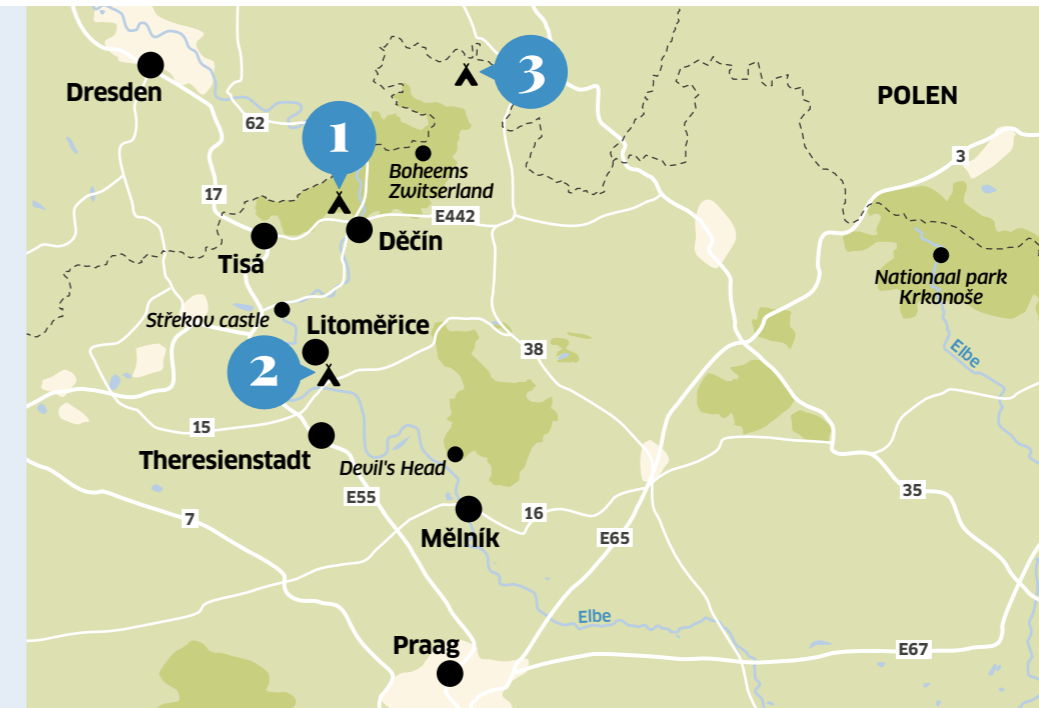 Dresden
3
POLEN
62
1
Boheems
Zwitserland
3
17
E442
Tisá
Děčín
Nationaal park
Krkonoše
Střekov castle
Litoměřice
38
Elbe
2
15
Theresienstadt
Devil's Head
E55
35
7
16
Mělník
E65
Elbe
Praag
E67